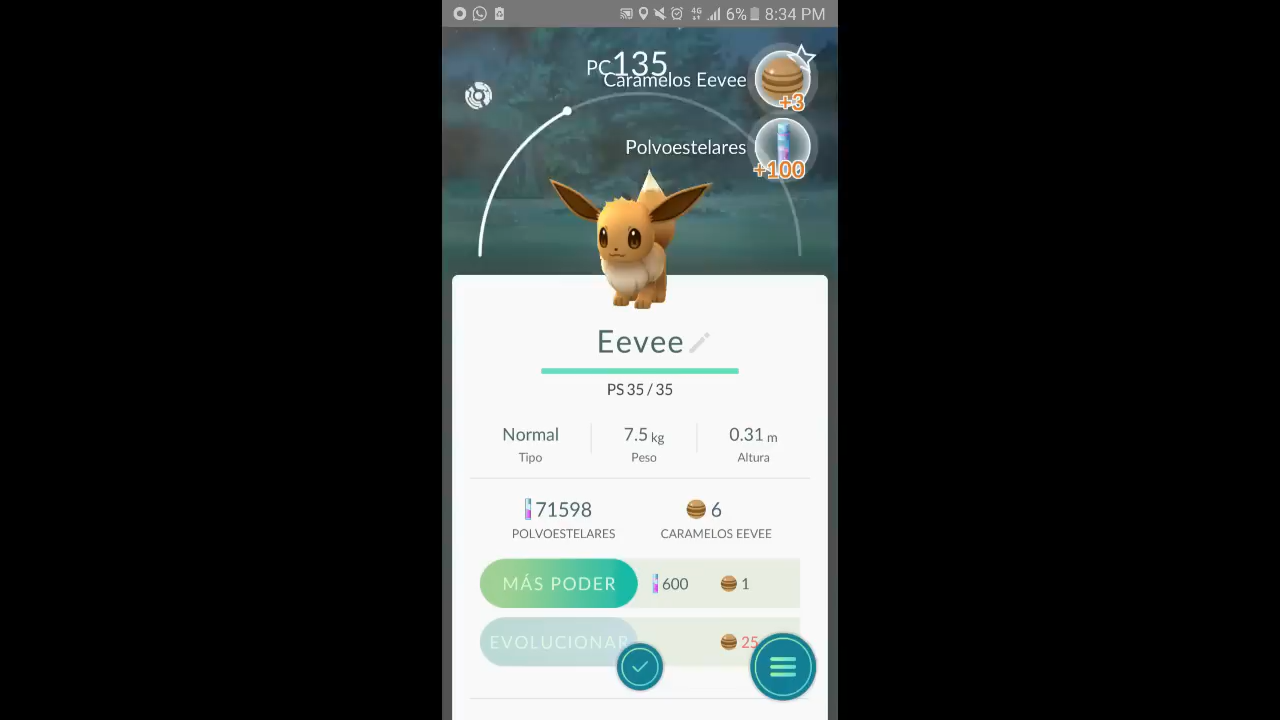 4G 6% 8:34 PM
PC135
Caramelos Eevee
+3
Polvoestelares
+100
Eevee
PS 35 / 35
Normal 7.5 kg 0.31 m
Tipo Peso Altura
71598 6
POLVOESTELARES CARAMELOS EEVEE
MÁS PODER 600 1
EVOLUCIONAR 25